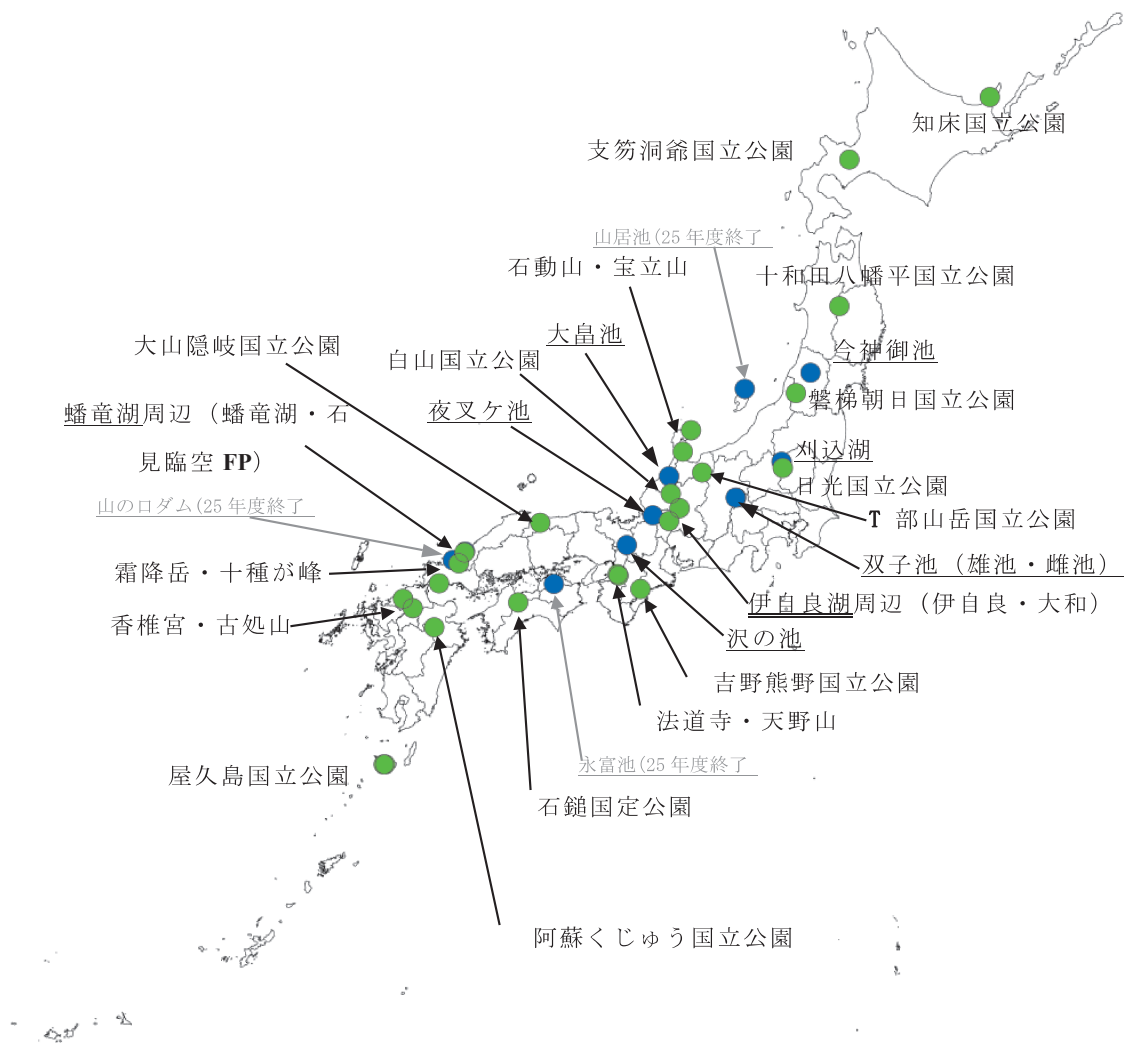 知床国立公園
支笏洞爺国立公園
山居池(25 年度終了
石動山・宝立山
十和田八幡平国立公園
大畠池
大山隠岐国立公園
白山国立公園
今神御池
夜叉ケ池
磐梯朝日国立公園
蟠竜湖周辺（蟠竜湖・石
見臨空 FP）
刈込湖
日光国立公園
山の口ダム(25 年度終了
T 部山岳国立公園
霜降岳・十種が峰
双子池（雄池・雌池）
伊自良湖周辺（伊自良・大和）
香椎宮・古処山
沢の池
吉野熊野国立公園
法道寺・天野山
永富池(25 年度終了
屋久島国立公園
石鎚国定公園
阿蘇くじゅう国立公園